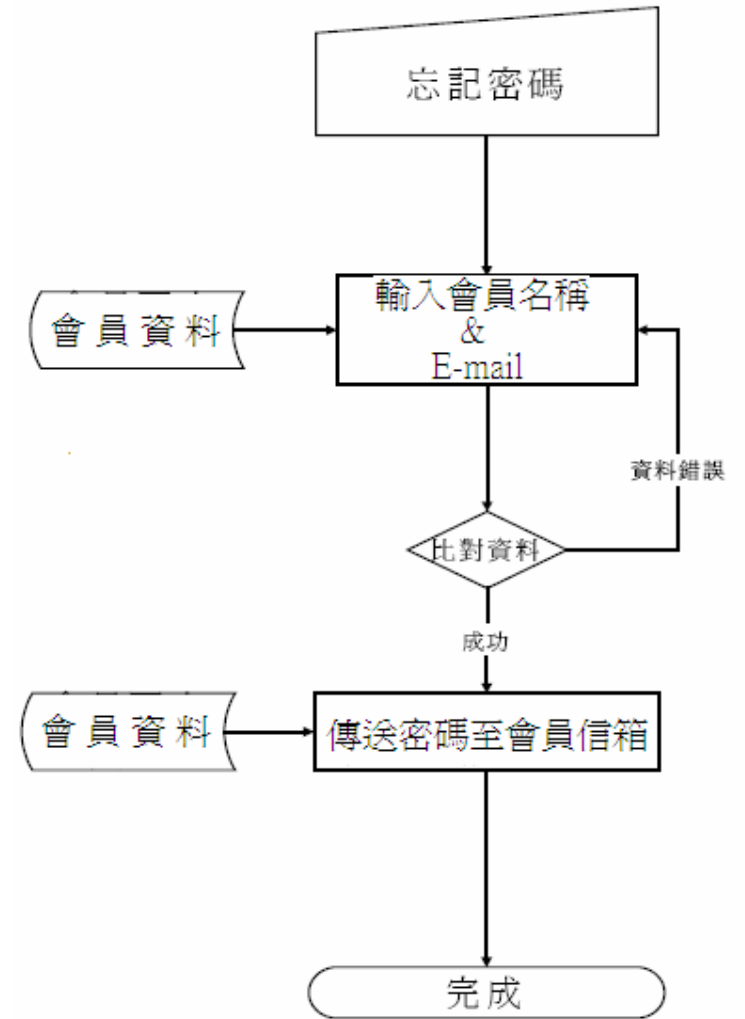 忘記密碼
會員資料
輸入會員名稱
&
E-mail
資料錯誤
比對資料
成功
會員資料
傳送密碼至會員信箱
完成